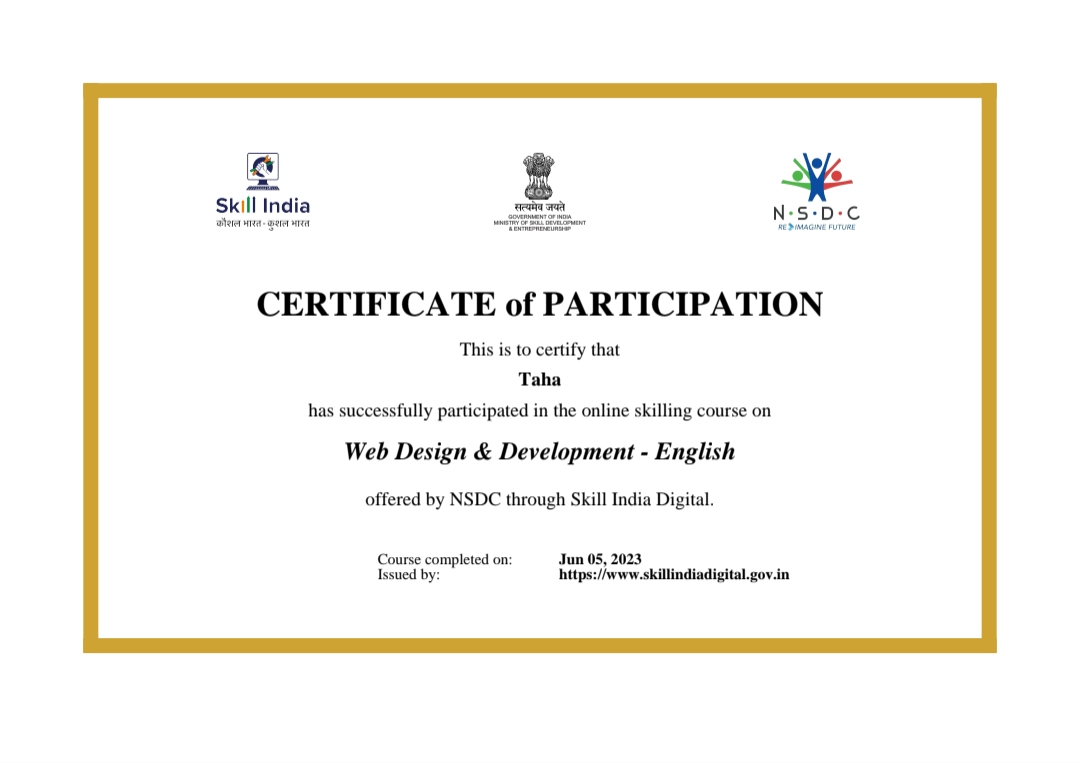 Skill India
कौशल भारत - कुशल भारत
सत्यमेव जयते
GOVERNMENT OF INDIA
MINISTRY OF SKILL DEVELOPMENT
& ENTREPRENEURSHIP
N·S·D·C
RE IMAGINE FUTURE
CERTIFICATE of PARTICIPATION
This is to certify that
Taha
has successfully participated in the online skilling course on
Web Design & Development - English
offered by NSDC through Skill India Digital.
Course completed on: Jun 05, 2023
Issued by: https://www.skillindiadigital.gov.in